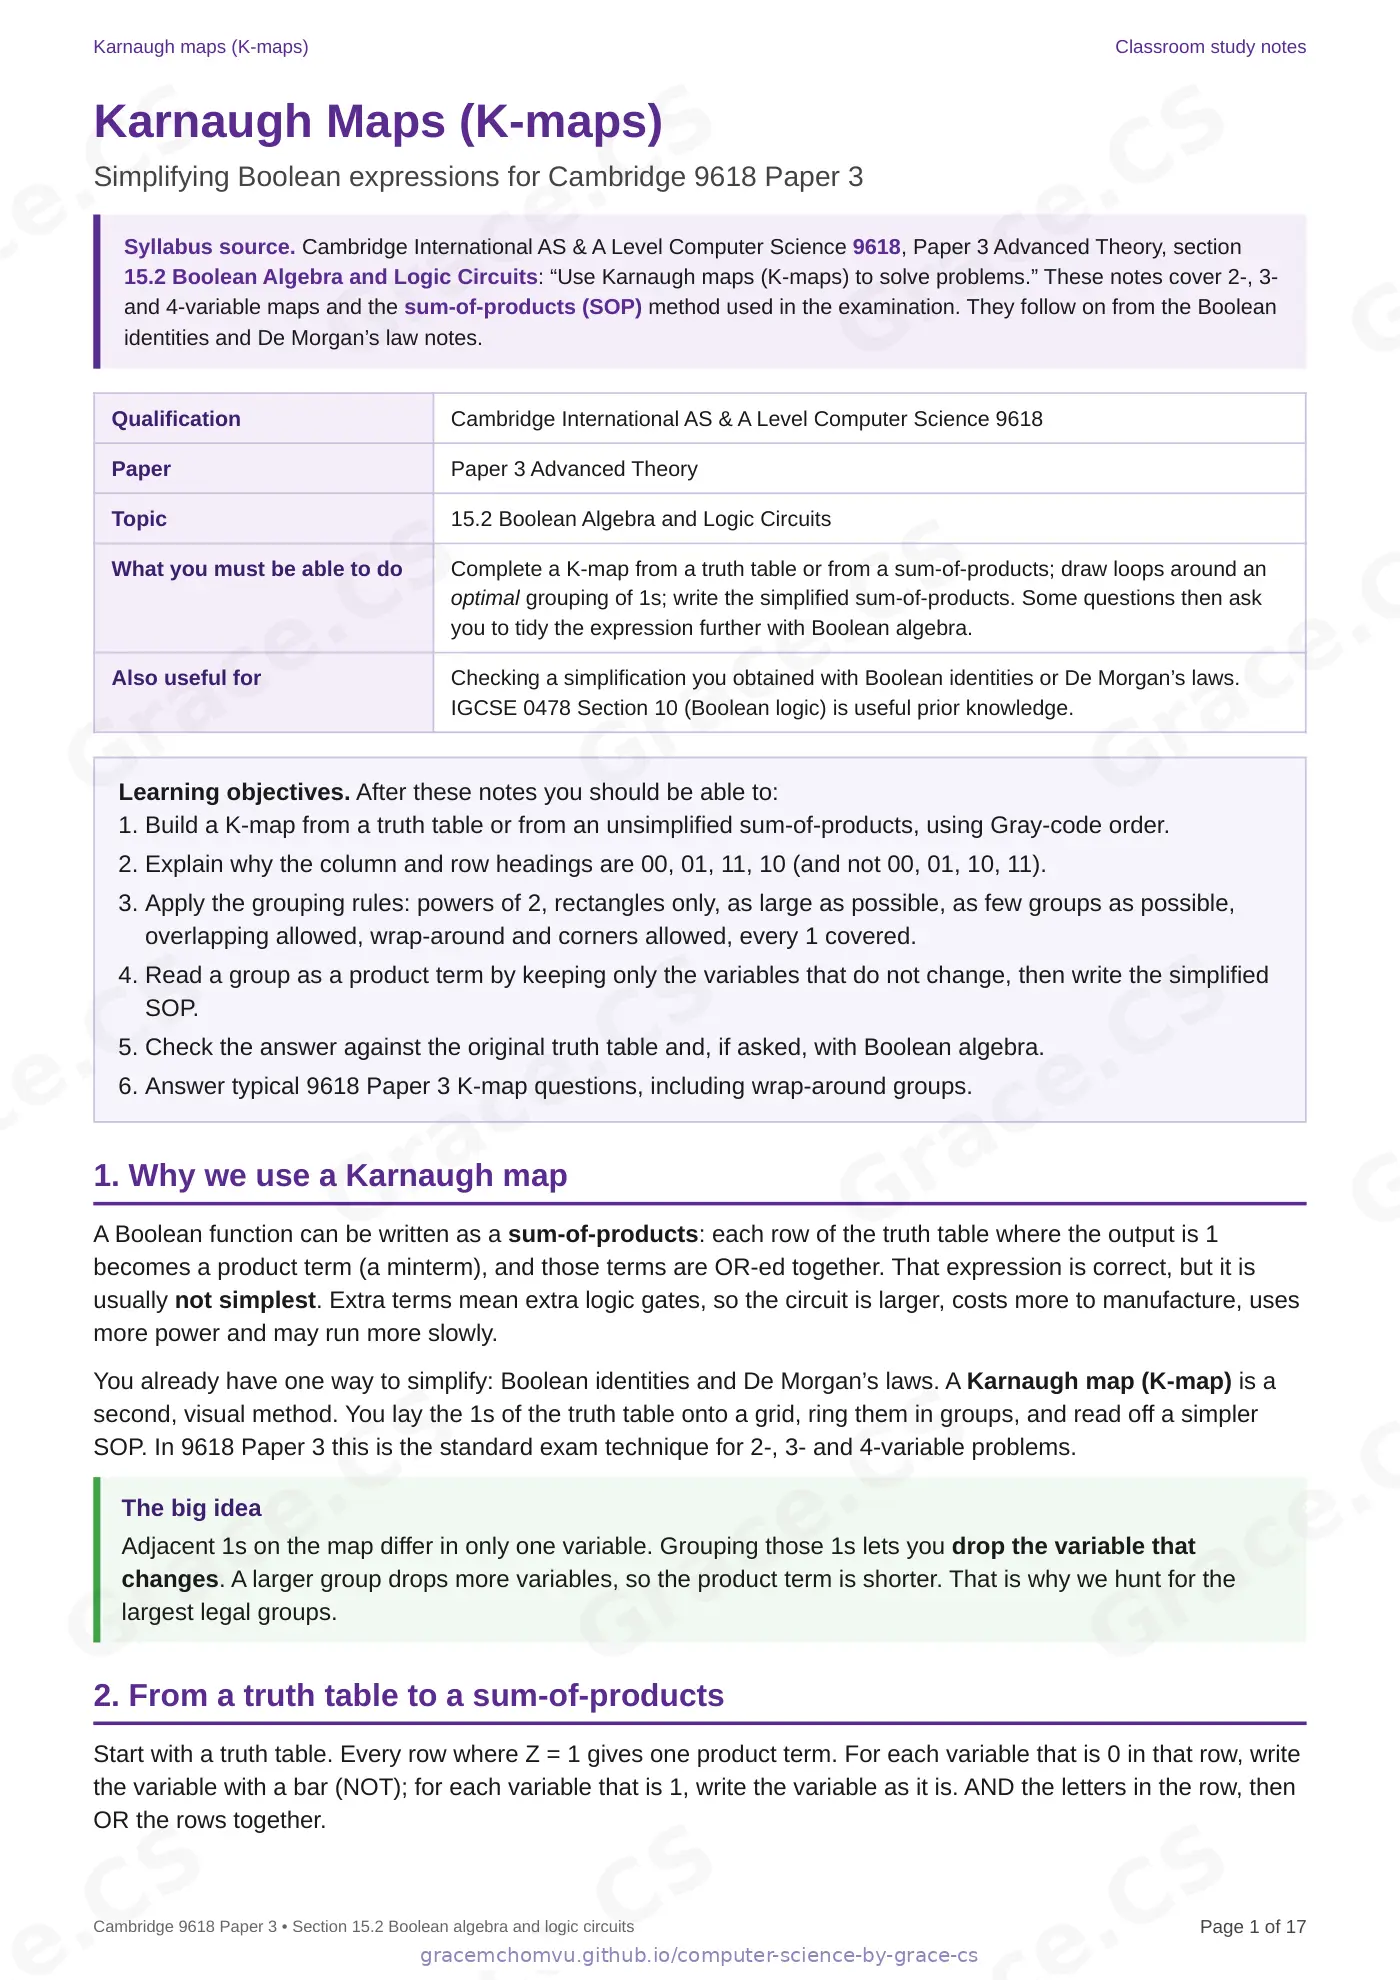 Karnaugh maps (K-maps)
Classroom study notes
Karnaugh Maps (K-maps)
Simplifying Boolean expressions for Cambridge 9618 Paper 3
Syllabus source. Cambridge International AS & A Level Computer Science 9618, Paper 3 Advanced Theory, section
15.2 Boolean Algebra and Logic Circuits: “Use Karnaugh maps (K-maps) to solve problems.” These notes cover 2-, 3-
and 4-variable maps and the sum-of-products (SOP) method used in the examination. They follow on from the Boolean
identities and De Morgan’s law notes.
Qualification
Cambridge International AS & A Level Computer Science 9618
Paper
Paper 3 Advanced Theory
Topic
15.2 Boolean Algebra and Logic Circuits
What you must be able to do
Complete a K-map from a truth table or from a sum-of-products; draw loops around an
optimal grouping of 1s; write the simplified sum-of-products. Some questions then ask
you to tidy the expression further with Boolean algebra.
Also useful for
Checking a simplification you obtained with Boolean identities or De Morgan’s laws.
IGCSE 0478 Section 10 (Boolean logic) is useful prior knowledge.
Learning objectives. After these notes you should be able to:
1. Build a K-map from a truth table or from an unsimplified sum-of-products, using Gray-code order.
2. Explain why the column and row headings are 00, 01, 11, 10 (and not 00, 01, 10, 11).
3. Apply the grouping rules: powers of 2, rectangles only, as large as possible, as few groups as possible,
overlapping allowed, wrap-around and corners allowed, every 1 covered.
4. Read a group as a product term by keeping only the variables that do not change, then write the simplified
SOP.
5. Check the answer against the original truth table and, if asked, with Boolean algebra.
6. Answer typical 9618 Paper 3 K-map questions, including wrap-around groups.
1. Why we use a Karnaugh map
A Boolean function can be written as a sum-of-products: each row of the truth table where the output is 1
becomes a product term (a minterm), and those terms are OR-ed together. That expression is correct, but it is
usually not simplest. Extra terms mean extra logic gates, so the circuit is larger, costs more to manufacture, uses
more power and may run more slowly.
You already have one way to simplify: Boolean identities and De Morgan’s laws. A Karnaugh map (K-map) is a
second, visual method. You lay the 1s of the truth table onto a grid, ring them in groups, and read off a simpler
SOP. In 9618 Paper 3 this is the standard exam technique for 2-, 3- and 4-variable problems.
The big idea
Adjacent 1s on the map differ in only one variable. Grouping those 1s lets you drop the variable that
changes. A larger group drops more variables, so the product term is shorter. That is why we hunt for the
largest legal groups.
2. From a truth table to a sum-of-products
Start with a truth table. Every row where Z = 1 gives one product term. For each variable that is 0 in that row, write
the variable with a bar (NOT); for each variable that is 1, write the variable as it is. AND the letters in the row, then
OR the rows together.
Cambridge 9618 Paper 3 • Section 15.2 Boolean algebra and logic circuits
Page 1 of 17
gracemchomvu.github.io/computer-science-by-grace-cs
Grace.CS